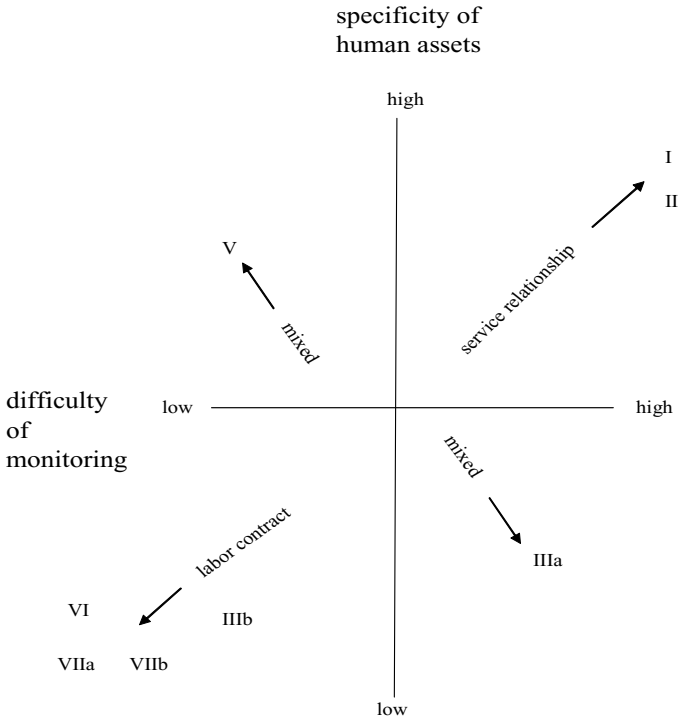 specificity of
human assets
high
I
II
V
service relationship
mixed
difficulty
of
monitoring
low
high
mixed
labor contract
IIIa
VI
IIIb
VIIa
VIIb
low